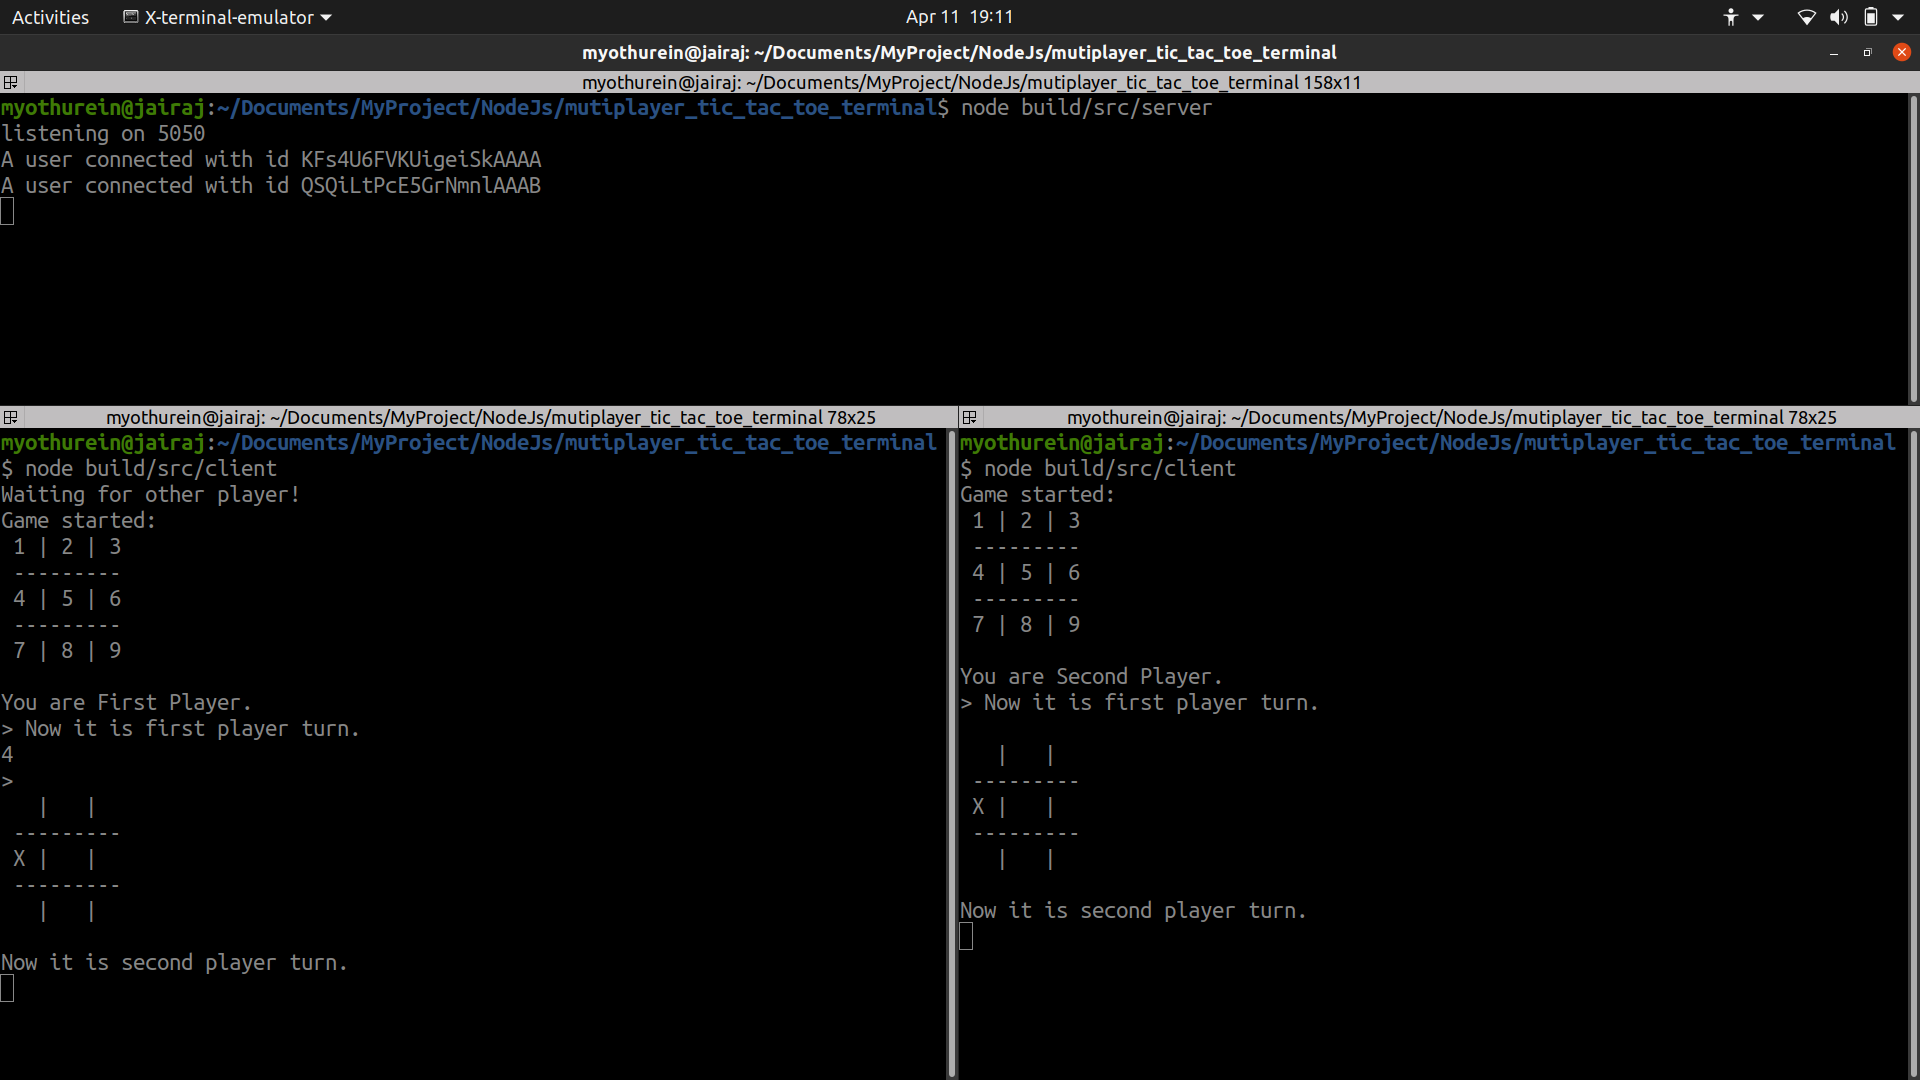 Activities X-terminal-emulator Apr 11 19:11
myothurein@jairaj: ~/Documents/MyProject/NodeJs/mutiplayer_tic_tac_toe_terminal
myothurein@jairaj: ~/Documents/MyProject/NodeJs/mutiplayer_tic_tac_toe_terminal 158x11
myothurein@jairaj:~/Documents/MyProject/NodeJs/mutiplayer_tic_tac_toe_terminal$ node build/src/server
listening on 5050
A user connected with id KFs4U6FVKUigeiSkAAAA
A user connected with id QSQiLtPcE5GrNmnlAAAB
myothurein@jairaj: ~/Documents/MyProject/NodeJs/mutiplayer_tic_tac_toe_terminal 78x25
myothurein@jairaj:~/Documents/MyProject/NodeJs/mutiplayer_tic_tac_toe_terminal
$ node build/src/client
Waiting for other player!
Game started:
 1 | 2 | 3
 ---------
 4 | 5 | 6
 ---------
 7 | 8 | 9
You are First Player.
> Now it is first player turn.
4
>
   |   |
 ---------
 X |   |
 ---------
   |   |
Now it is second player turn.
myothurein@jairaj: ~/Documents/MyProject/NodeJs/mutiplayer_tic_tac_toe_terminal 78x25
myothurein@jairaj:~/Documents/MyProject/NodeJs/mutiplayer_tic_tac_toe_terminal
$ node build/src/client
Game started:
 1 | 2 | 3
 ---------
 4 | 5 | 6
 ---------
 7 | 8 | 9
You are Second Player.
> Now it is first player turn.
   |   |
 ---------
 X |   |
 ---------
   |   |
Now it is second player turn.